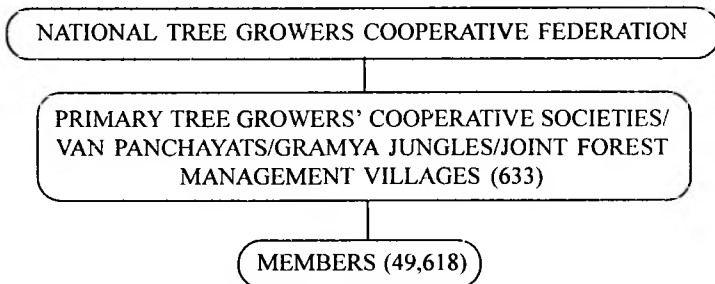 NATIONAL TREE GROWERS COOPERATIVE FEDERATION
PRIMARY TREE GROWERS' COOPERATIVE SOCIETIES/
VAN PANCHAYATS/GRAMYA JUNGLES/JOINT FOREST
MANAGEMENT VILLAGES (633)
MEMBERS (49,618)